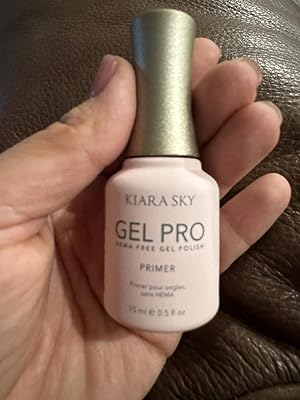 KIARA SKY
GEL PRO
HEMA FREE GEL POLISH
PRIMER
Primer pour ongles,
sans HEMA
15 ml e 0.5 fl oz